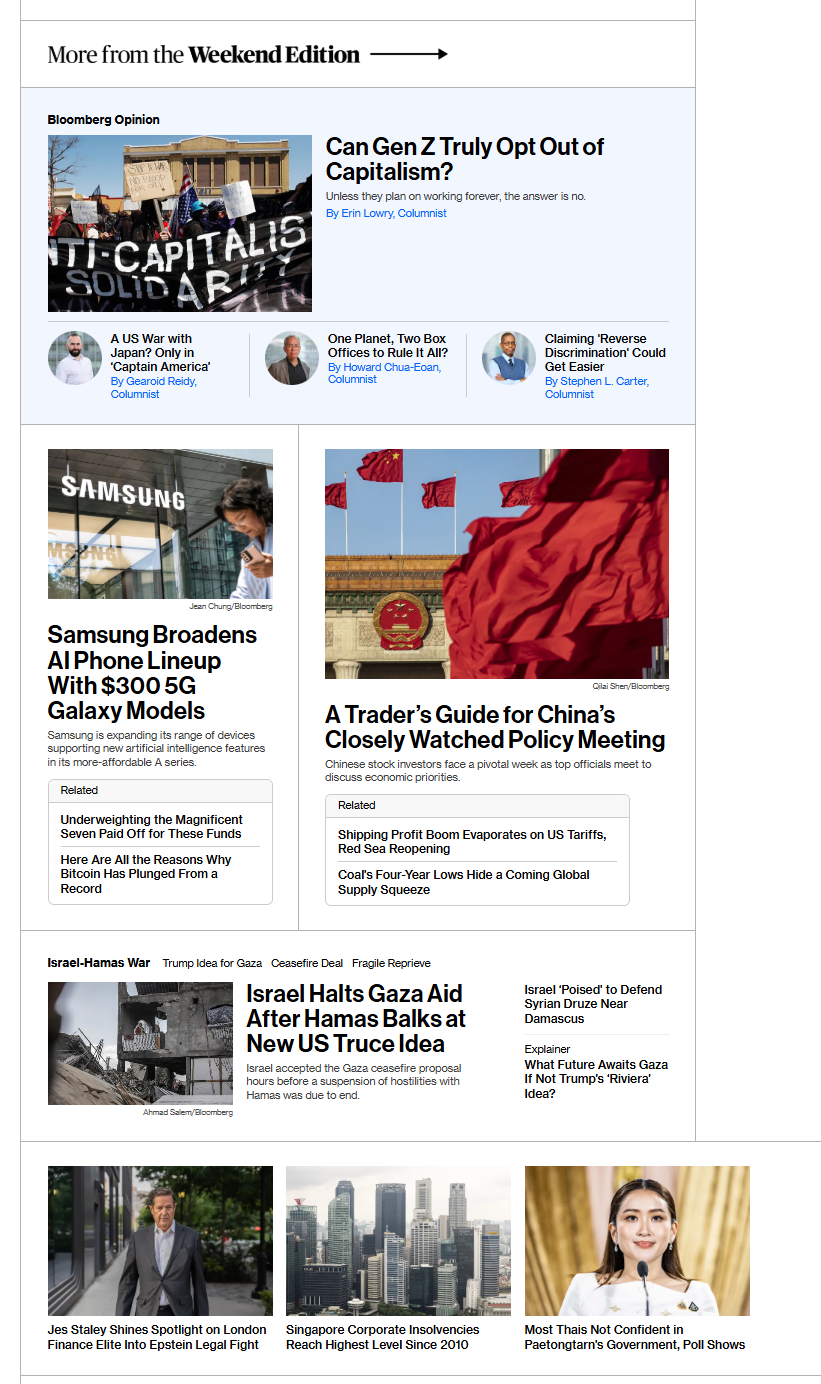 More from the Weekend Edition
Bloomberg Opinion
NTI-CAPITALIS
SOLIDARITY
Can Gen Z Truly Opt Out of
Capitalism?
Unless they plan on working forever, the answer is no.
By Erin Lowry, Columnist
A US War with
Japan? Only in
‘Captain America’
By Gearoid Reidy,
Columnist
One Planet, Two Box
Offices to Rule It All?
By Howard Chua-Eoan,
Columnist
Claiming ‘Reverse
Discrimination’ Could
Get Easier
By Stephen L. Carter,
Columnist
SAMSUNG
SAMSUNG
Jean Chung/Bloomberg
Samsung Broadens
AI Phone Lineup
With $300 5G
Galaxy Models
Samsung is expanding its range of devices
supporting new artificial intelligence features
in its more-affordable A series.
Related
Underweighting the Magnificent
Seven Paid Off for These Funds
Here Are All the Reasons Why
Bitcoin Has Plunged From a
Record
Qilai Shen/Bloomberg
A Trader’s Guide for China’s
Closely Watched Policy Meeting
Chinese stock investors face a pivotal week as top officials meet to
discuss economic priorities.
Related
Shipping Profit Boom Evaporates on US Tariffs,
Red Sea Reopening
Coal's Four-Year Lows Hide a Coming Global
Supply Squeeze
Israel-Hamas War Trump Idea for Gaza Ceasefire Deal Fragile Reprieve
Ahmad Salem/Bloomberg
Israel Halts Gaza Aid
After Hamas Balks at
New US Truce Idea
Israel accepted the Gaza ceasefire proposal
hours before a suspension of hostilities with
Hamas was due to end.
Israel ‘Poised’ to Defend
Syrian Druze Near
Damascus
Explainer
What Future Awaits Gaza
If Not Trump’s ‘Riviera’
Idea?
Jes Staley Shines Spotlight on London
Finance Elite Into Epstein Legal Fight
Singapore Corporate Insolvencies
Reach Highest Level Since 2010
Most Thais Not Confident in
Paetongtarn's Government, Poll Shows